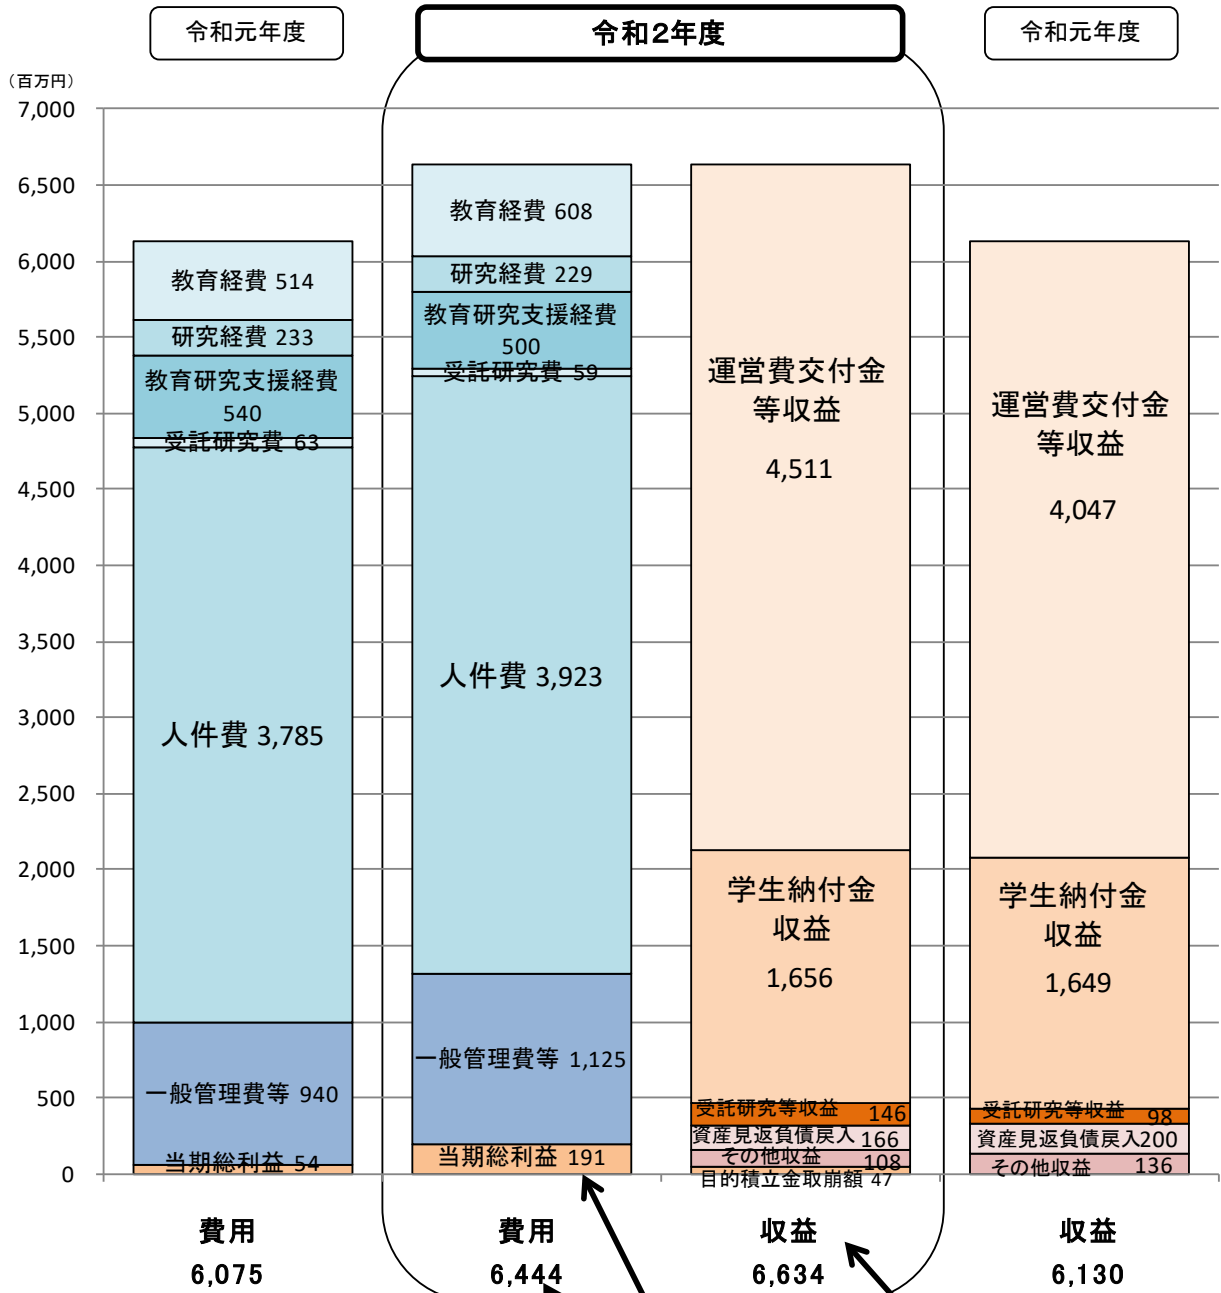 令和元年度
令和2年度
令和元年度
（百万円）
7,000
6,500
6,000
5,500
5,000
4,500
4,000
3,500
3,000
2,500
2,000
1,500
1,000
500
0
教育経費 514
研究経費 233
教育研究支援経費
540
受託研究費 63
人件費 3,785
一般管理費等 940
当期総利益 54
教育経費 608
研究経費 229
教育研究支援経費
500
受託研究費 59
人件費 3,923
一般管理費等 1,125
当期総利益 191
運営費交付金
等収益
4,511
学生納付金
収益
1,656
受託研究等収益 146
資産見返負債戻入 166
その他収益 108
目的積立金取崩額 47
運営費交付金
等収益
4,047
学生納付金
収益
1,649
受託研究等収益 98
資産見返負債戻入 200
その他収益 136
費用
6,075
費用
6,444
収益
6,634
収益
6,130